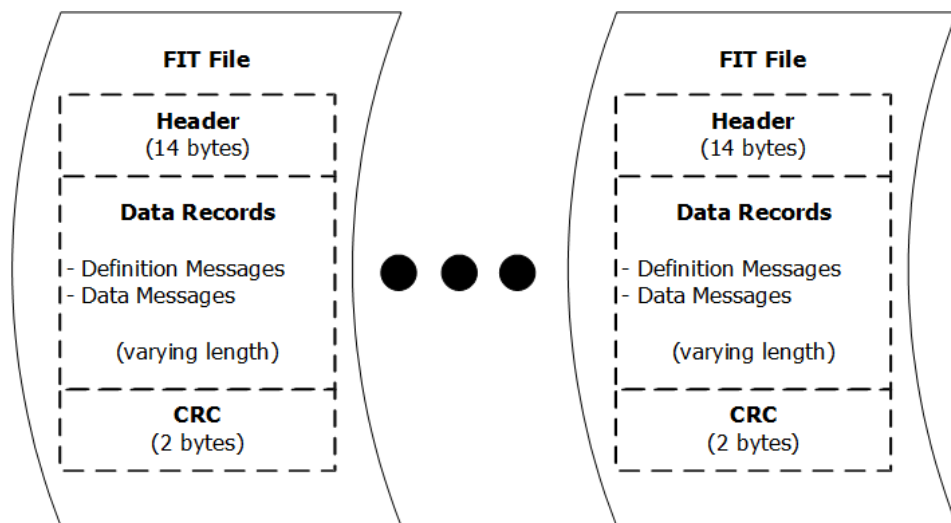 FIT File
Header
(14 bytes)
Data Records
- Definition Messages
- Data Messages
(varying length)
CRC
(2 bytes)
FIT File
Header
(14 bytes)
Data Records
- Definition Messages
- Data Messages
(varying length)
CRC
(2 bytes)